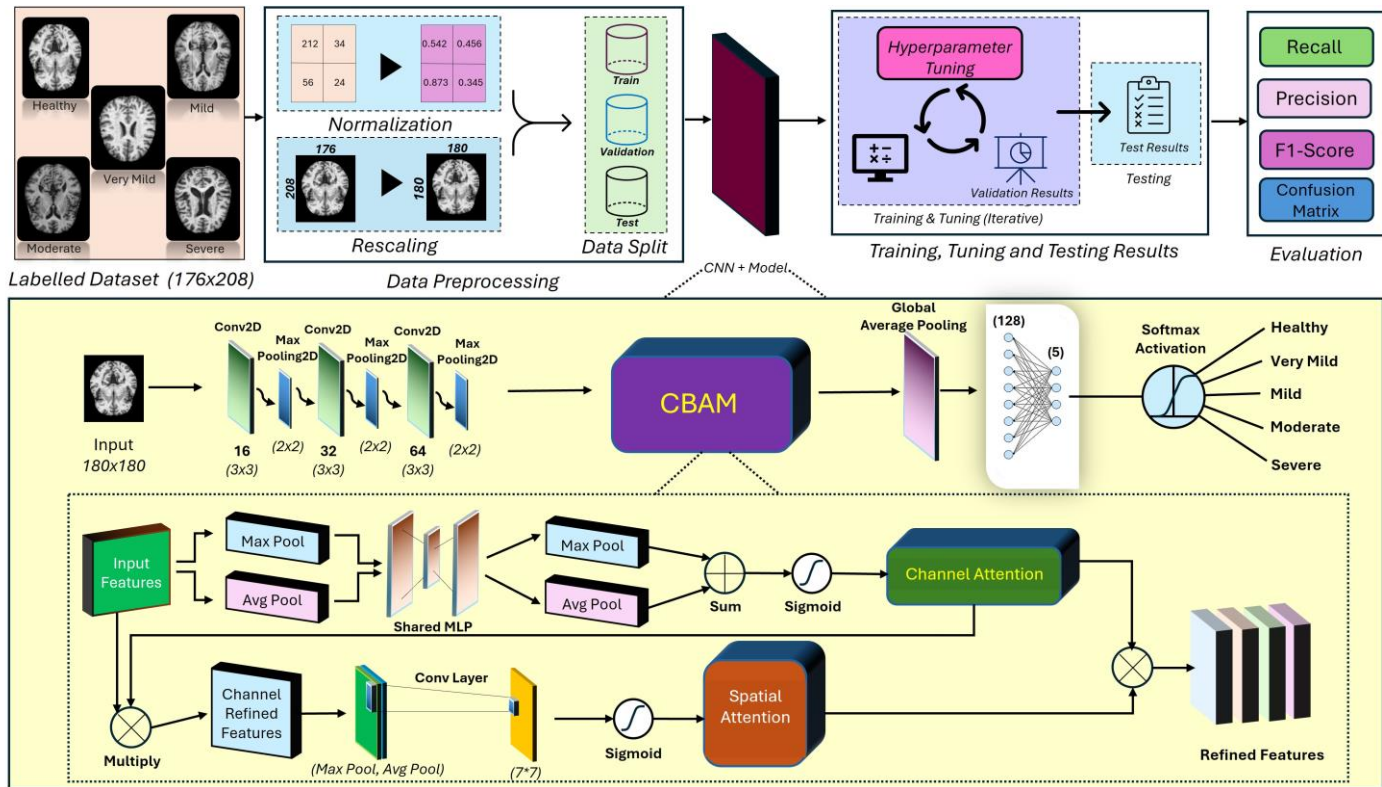 Healthy
Mild
Very Mild
Moderate
Severe
Labelled Dataset (176x208)
212 34
56 24
0.542 0.456
0.873 0.345
Normalization
176
208
180
180
Rescaling
Train
Validation
Test
Data Split
Data Preprocessing
Hyperparameter
Tuning
Validation Results
Training & Tuning (Iterative)
Test Results
Testing
Training, Tuning and Testing Results
Recall
Precision
F1-Score
Confusion
Matrix
Evaluation
CNN + Model
Input
180x180
Conv2D
16
(3x3)
Max
Pooling2D
(2x2)
Conv2D
32
(3x3)
Max
Pooling2D
(2x2)
Conv2D
64
(3x3)
Max
Pooling2D
(2x2)
CBAM
Global
Average Pooling
(128)
(5)
Softmax
Activation
Healthy
Very Mild
Mild
Moderate
Severe
Input
Features
Max Pool
Avg Pool
Shared MLP
Max Pool
Avg Pool
Sum
Sigmoid
Channel Attention
Multiply
Channel
Refined
Features
(Max Pool, Avg Pool)
Conv Layer
(7*7)
Sigmoid
Spatial
Attention
Refined Features